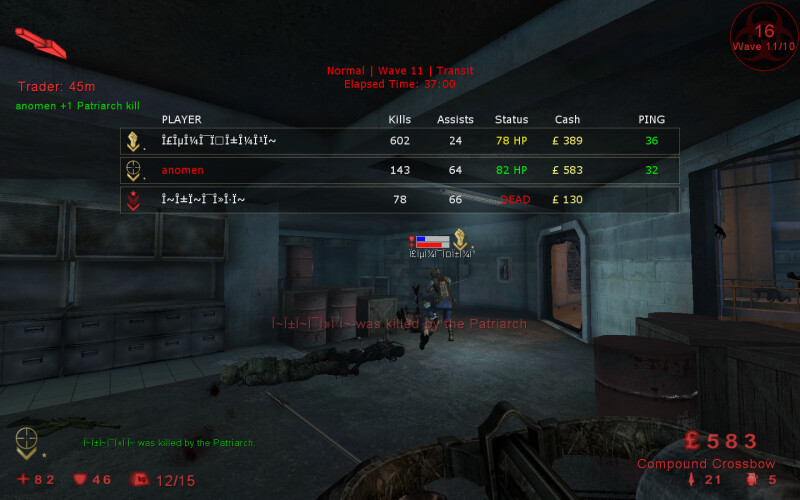 16
Wave 11/10
Normal | Wave 11 | Transit
Elapsed Time: 37:00
Trader: 45m
anomen +1 Patriarch kill
PLAYER Kills Assists Status Cash PING
602 24 78 HP £ 389 36
anomen 143 64 82 HP £ 583 32
78 66 DEAD £ 130
was killed by the Patriarch
was killed by the Patriarch.
£583
Compound Crossbow
82 46 12/15
21 5